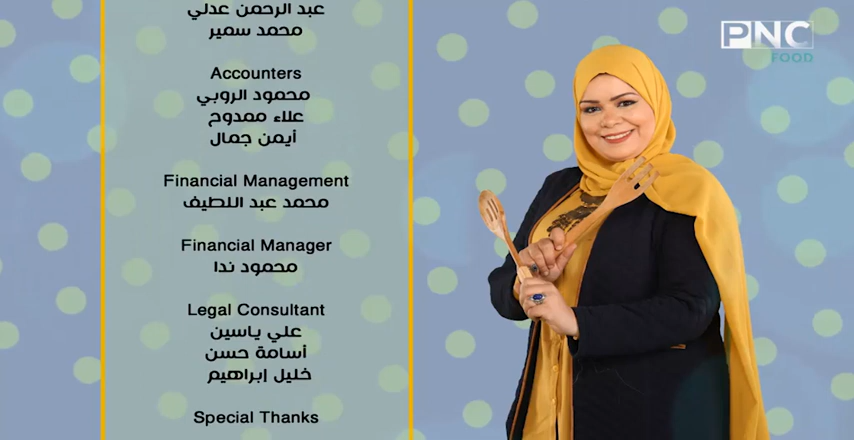 عبد الرحمن عدلي
محمد سمير
Accounters
محمود الروبي
علاء ممدوح
أيمن جمال
Financial Management
محمد عبد اللطيف
Financial Manager
محمود ندا
Legal Consultant
علي ياسين
أسامة حسن
خليل إبراهيم
Special Thanks
PNC
FOOD